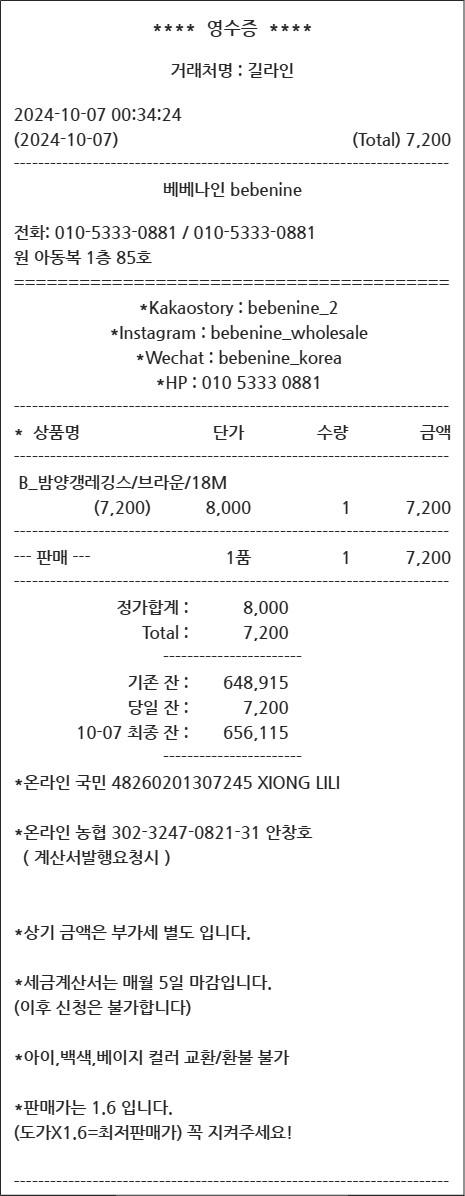 **** 영수증 ****
거래처명 : 길라인
2024-10-07 00:34:24
(2024-10-07) (Total) 7,200
베베나인 bebenine
전화: 010-5333-0881 / 010-5333-0881
원 아동복 1층 85호
*Kakaostory : bebenine_2
*Instagram : bebenine_wholesale
*Wechat : bebenine_korea
*HP : 010 5333 0881
* 상품명 단가 수량 금액
B_밤양갱레깅스/브라운/18M
(7,200) 8,000 1 7,200
--- 판매 --- 1품 1 7,200
정가합계 : 8,000
Total : 7,200
기존 잔 : 648,915
당일 잔 : 7,200
10-07 최종 잔 : 656,115
*온라인 국민 48260201307245 XIONG LILI
*온라인 농협 302-3247-0821-31 안창호
( 계산서발행요청시 )
*상기 금액은 부가세 별도 입니다.
*세금계산서는 매월 5일 마감입니다.
(이후 신청은 불가합니다)
*아이,백색,베이지 컬러 교환/환불 불가
*판매가는 1.6 입니다.
(도가X1.6=최저판매가) 꼭 지켜주세요!